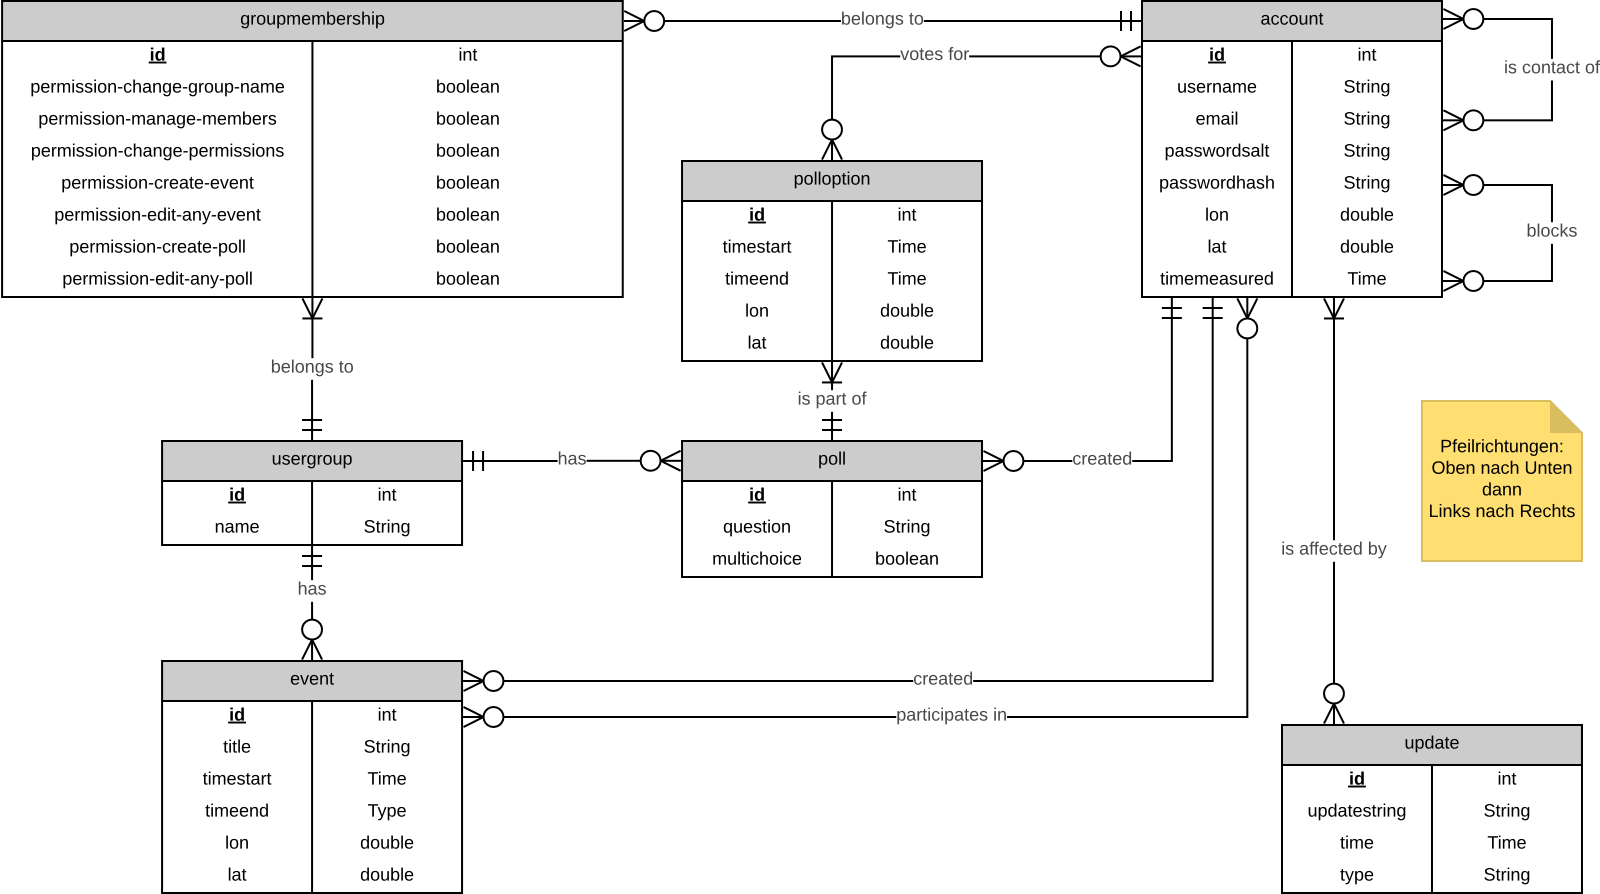 groupmembership
id int
permission-change-group-name boolean
permission-manage-members boolean
permission-change-permissions boolean
permission-create-event boolean
permission-edit-any-event boolean
permission-create-poll boolean
permission-edit-any-poll boolean
belongs to
votes for
account
id int
username String
email String
passwordsalt String
passwordhash String
lon double
lat double
timemeasured Time
is contact of
blocks
polloption
id int
timestart Time
timeend Time
lon double
lat double
belongs to
is part of
usergroup
id int
name String
has
poll
id int
question String
multichoice boolean
created
Pfeilrichtungen:
Oben nach Unten
dann
Links nach Rechts
is affected by
has
event
id int
title String
timestart Time
timeend Type
lon double
lat double
created
participates in
update
id int
updatestring String
time Time
type String